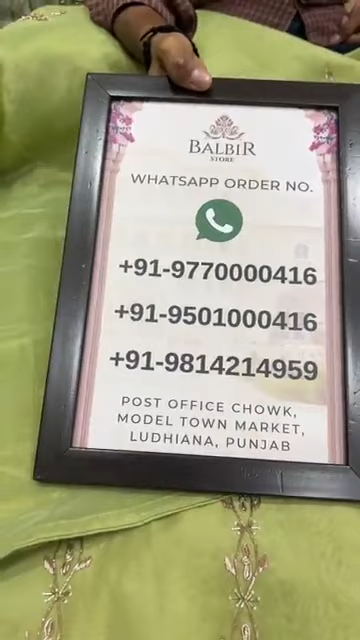 BALBIR
STORE
WHATSAPP ORDER NO.
+91-9770000416
+91-9501000416
+91-9814214959
POST OFFICE CHOWK,
MODEL TOWN MARKET,
LUDHIANA, PUNJAB